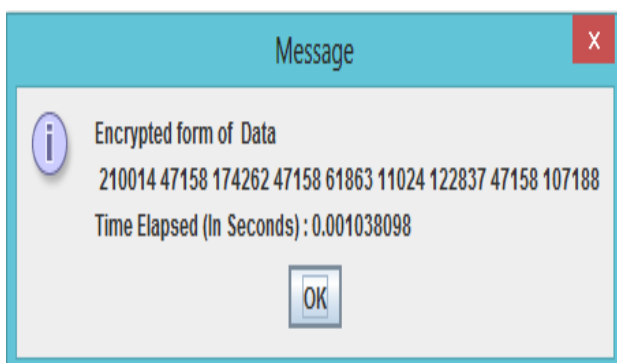 Message
X
i
Encrypted form of Data
210014 47158 174262 47158 61863 11024 122837 47158 107188
Time Elapsed (In Seconds) : 0.001038098
OK